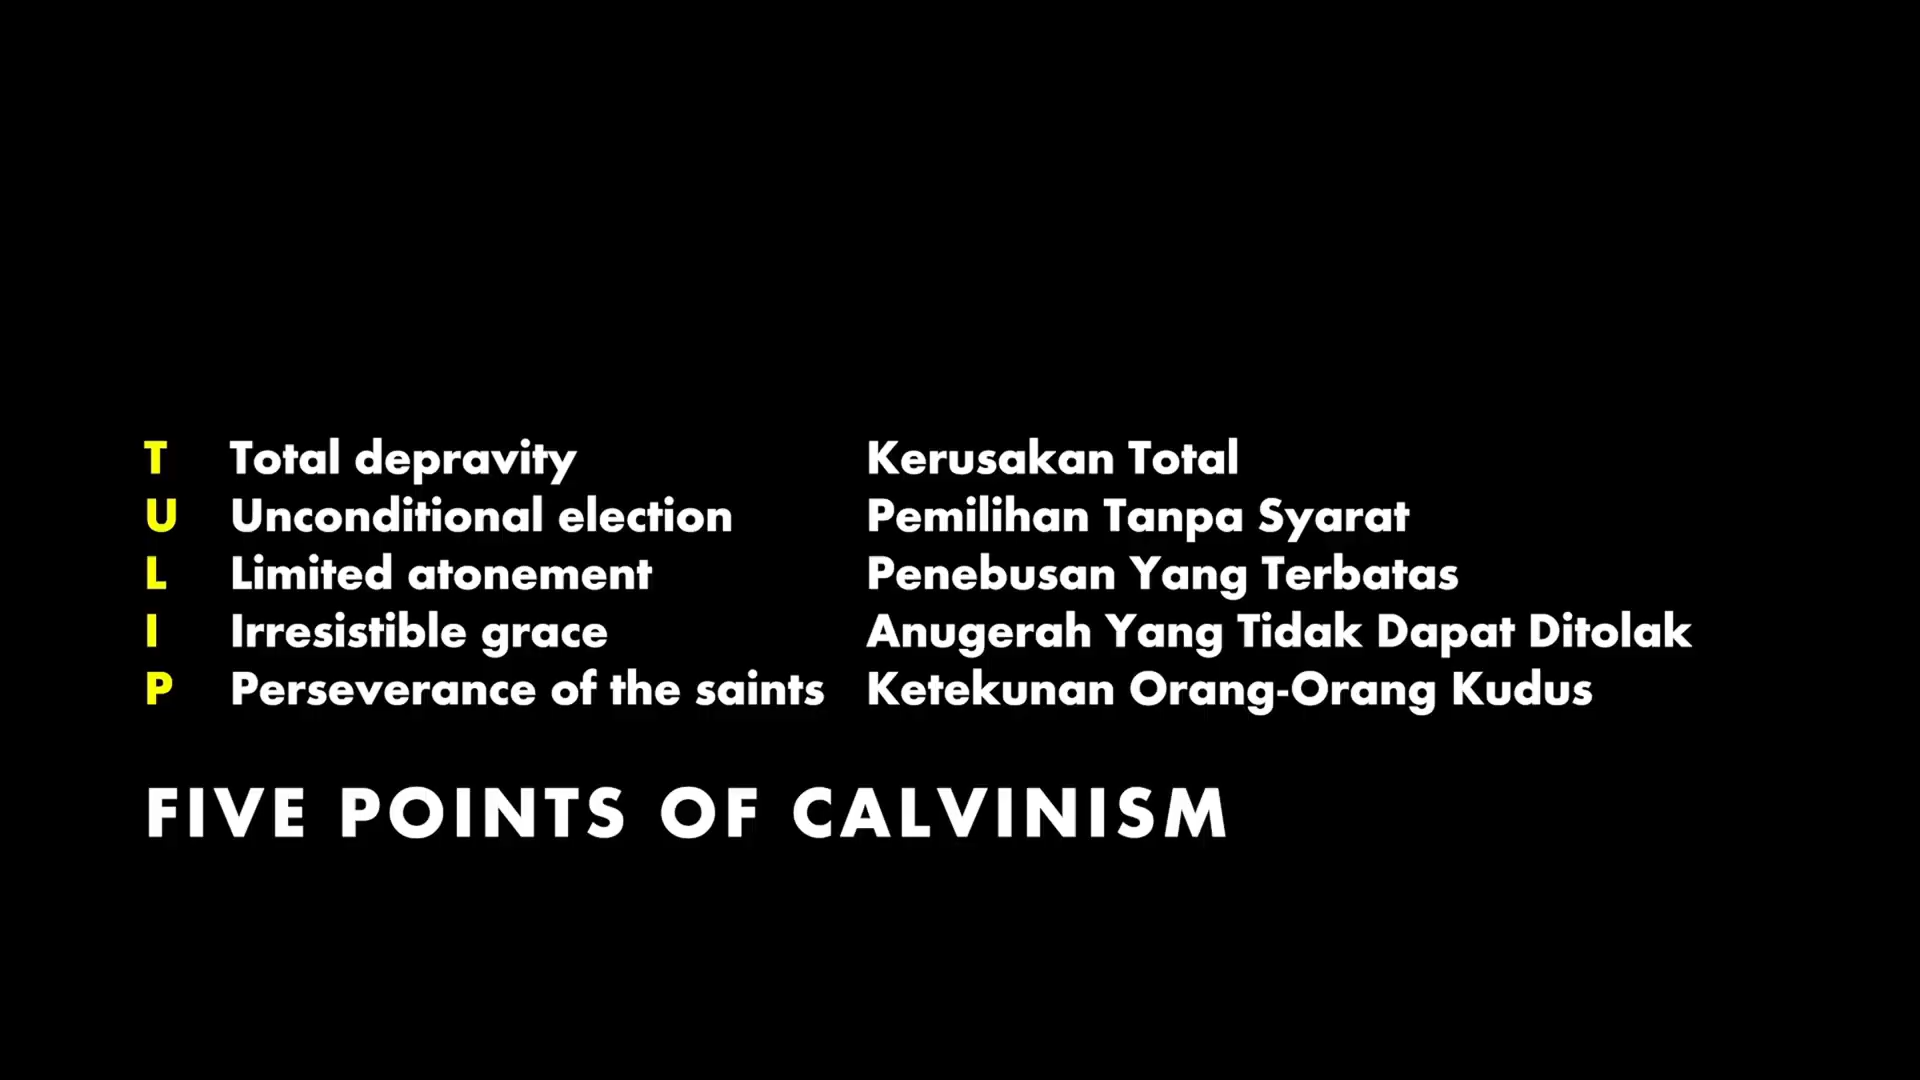 T Total depravity Kerusakan Total
U Unconditional election Pemilihan Tanpa Syarat
L Limited atonement Penebusan Yang Terbatas
I Irresistible grace Anugerah Yang Tidak Dapat Ditolak
P Perseverance of the saints Ketekunan Orang-Orang Kudus
FIVE POINTS OF CALVINISM